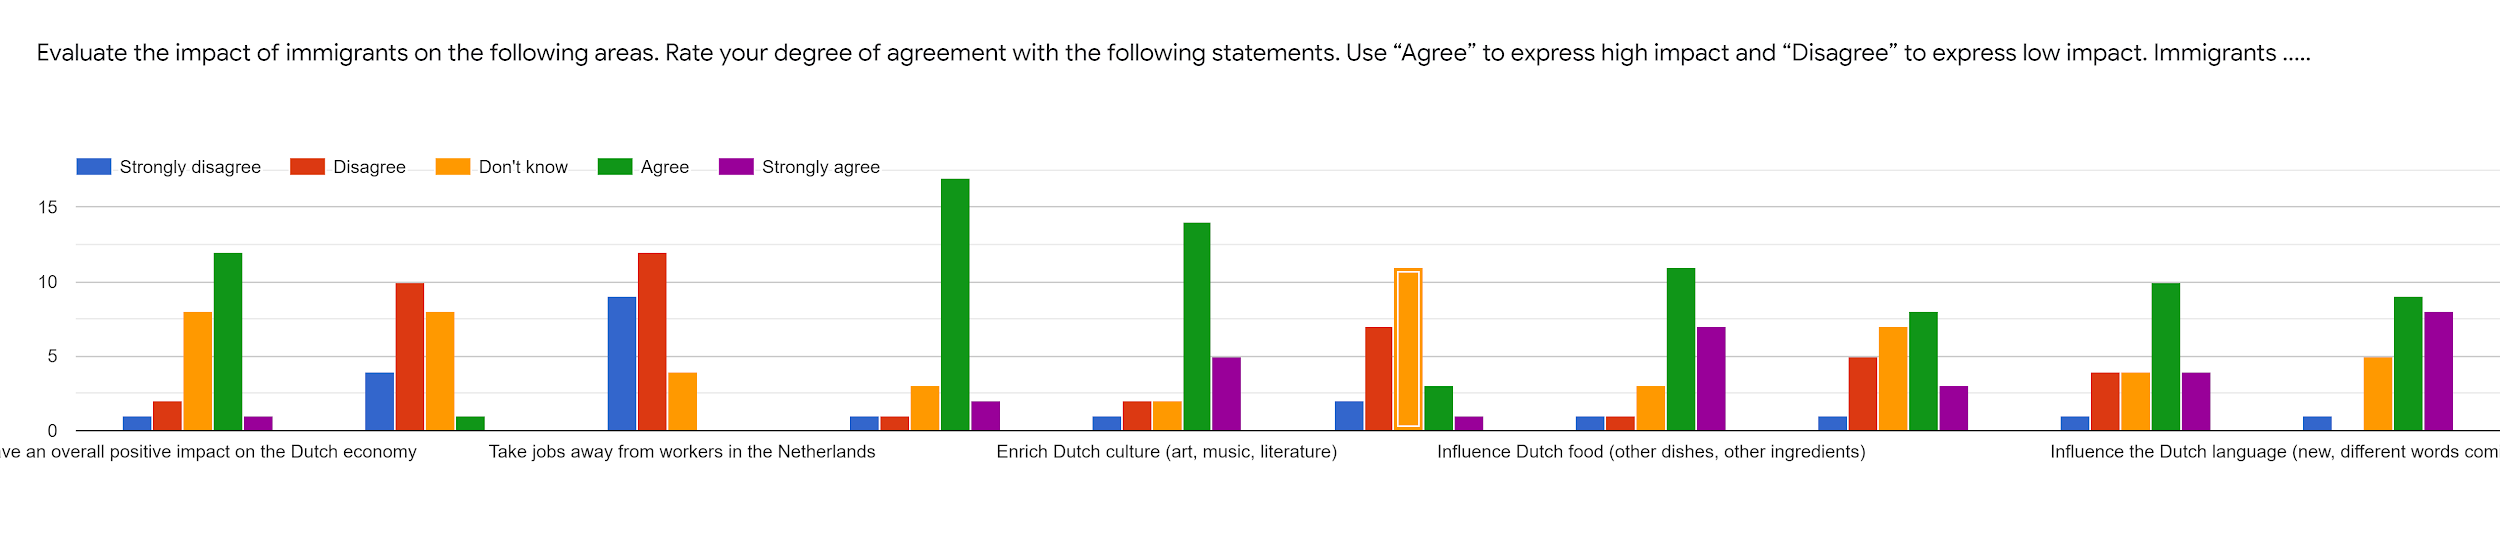 Evaluate the impact of immigrants on the following areas. Rate your degree of agreement with the following statements. Use “Agree” to express high impact and “Disagree” to express low impact. Immigrants .....
Strongly disagree Disagree Don't know Agree Strongly agree
15
10
5
0
an overall positive impact on the Dutch economy Take jobs away from workers in the Netherlands Enrich Dutch culture (art, music, literature) Influence Dutch food (other dishes, other ingredients) Influence the Dutch language (new, different words